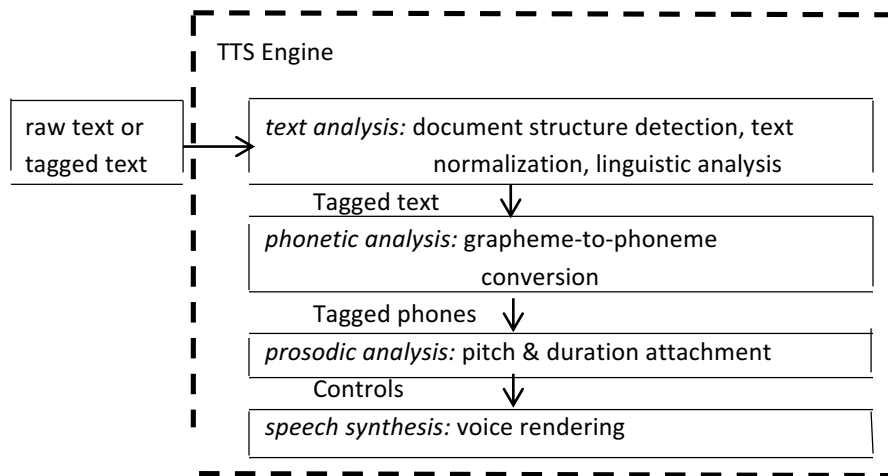 TTS Engine
raw text or
tagged text
text analysis: document structure detection, text
normalization, linguistic analysis
Tagged text
phonetic analysis: grapheme-to-phoneme
conversion
Tagged phones
prosodic analysis: pitch & duration attachment
Controls
speech synthesis: voice rendering